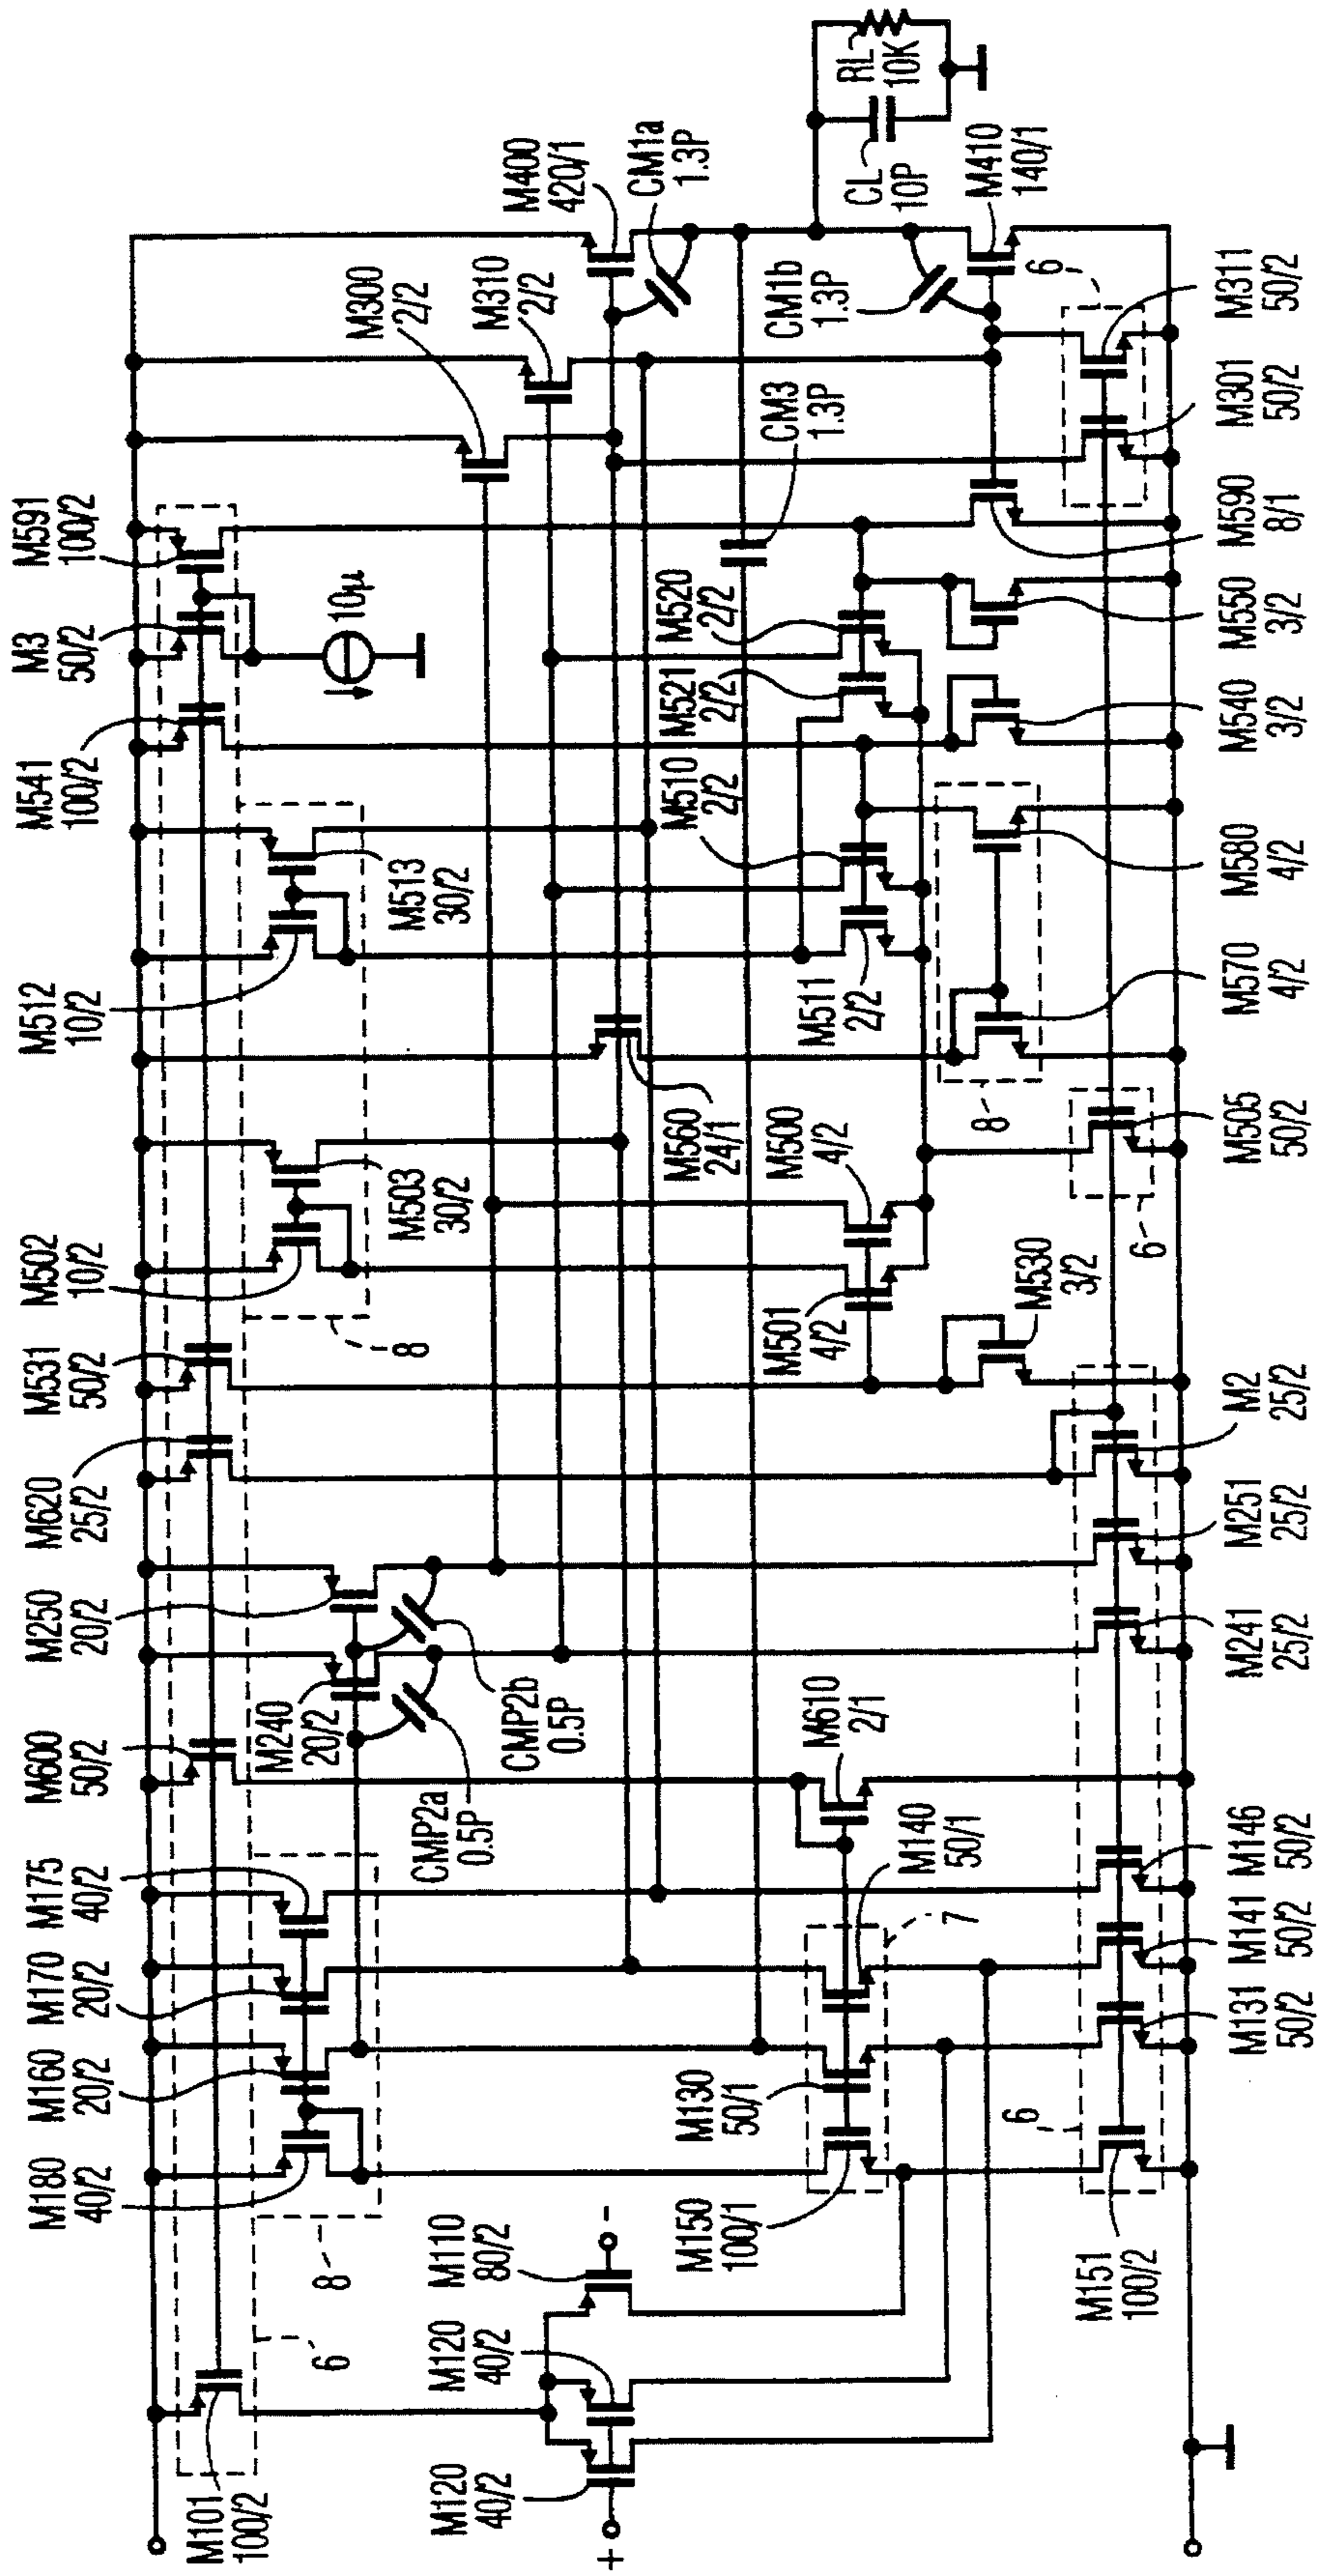 M101
100/2
M180
40/2
M160
20/2
M170
20/2
M175
40/2
M600
50/2
M250
20/2
M620
25/2
M531
50/2
M502
10/2
M512
10/2
M541
100/2
M3
50/2
M591
100/2
6
8
M240
20/2
CMP2a
0.5P
CMP2b
0.5P
M503
30/2
8
M513
30/2
10μ
M300
2/2
M310
2/2
M400
420/1
CM1a
1.3P
+
M120
40/2
M120
40/2
M110
80/2
-
M150
100/1
M130
50/1
M140
50/1
7
M610
2/1
M501
4/2
M500
4/2
M560
24/1
M511
2/2
M510
2/2
M521
2/2
M520
2/2
CM3
1.3P
CM1b
1.3P
CL
10P
RL
10K
M410
140/1
M151
100/2
6
M131
50/2
M141
50/2
M146
50/2
M241
25/2
M251
25/2
M2
25/2
M530
3/2
6
M505
50/2
8
M570
4/2
M580
4/2
M540
3/2
M550
3/2
M590
8/1
M301
50/2
M311
50/2
6